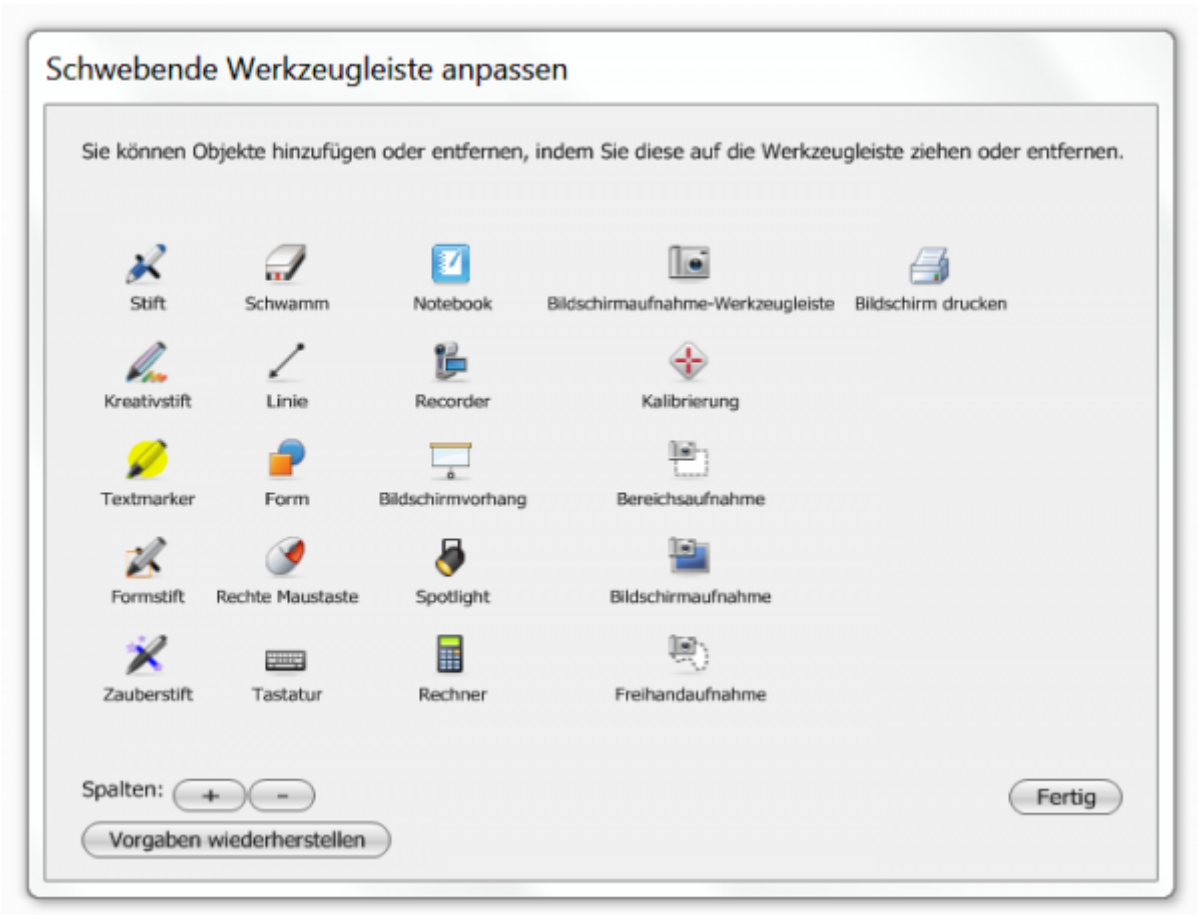 Schwebende Werkzeugleiste anpassen
Sie können Objekte hinzufügen oder entfernen, indem Sie diese auf die Werkzeugleiste ziehen oder entfernen.
Stift Schwamm Notebook Bildschirmaufnahme-Werkzeugleiste Bildschirm drucken
Kreativstift Linie Recorder Kalibrierung
Textmarker Form Bildschirmvorhang Bereichsaufnahme
Formstift Rechte Maustaste Spotlight Bildschirmaufnahme
Zauberstift Tastatur Rechner Freihandaufnahme
Spalten: + - Fertig
Vorgaben wiederherstellen